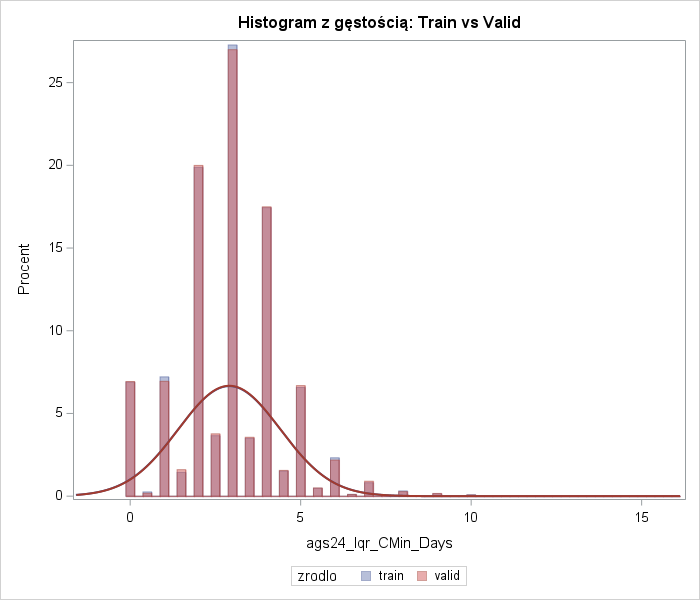 Histogram z gęstością: Train vs Valid
25
20
15
10
5
0
Procent
0 5 10 15
ags24_Iqr_CMin_Days
zrodlo train valid